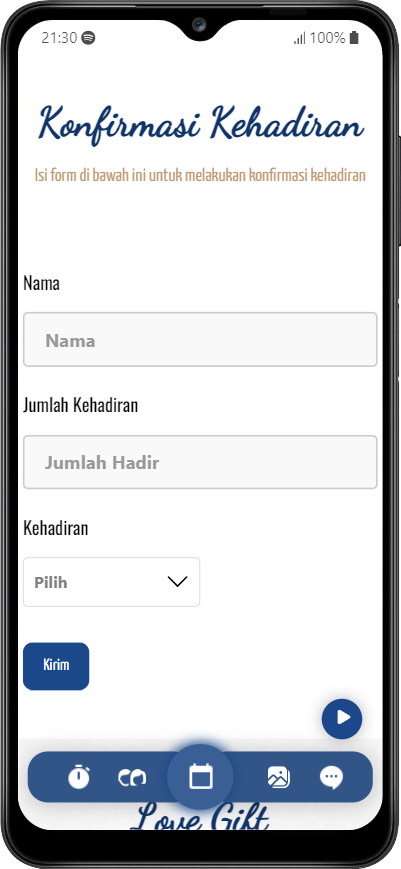 21:30 100%
Konfirmasi Kehadiran
Isi form di bawah ini untuk melakukan konfirmasi kehadiran
Nama
Nama
Jumlah Kehadiran
Jumlah Hadir
Kehadiran
Pilih
Kirim
Love Gift